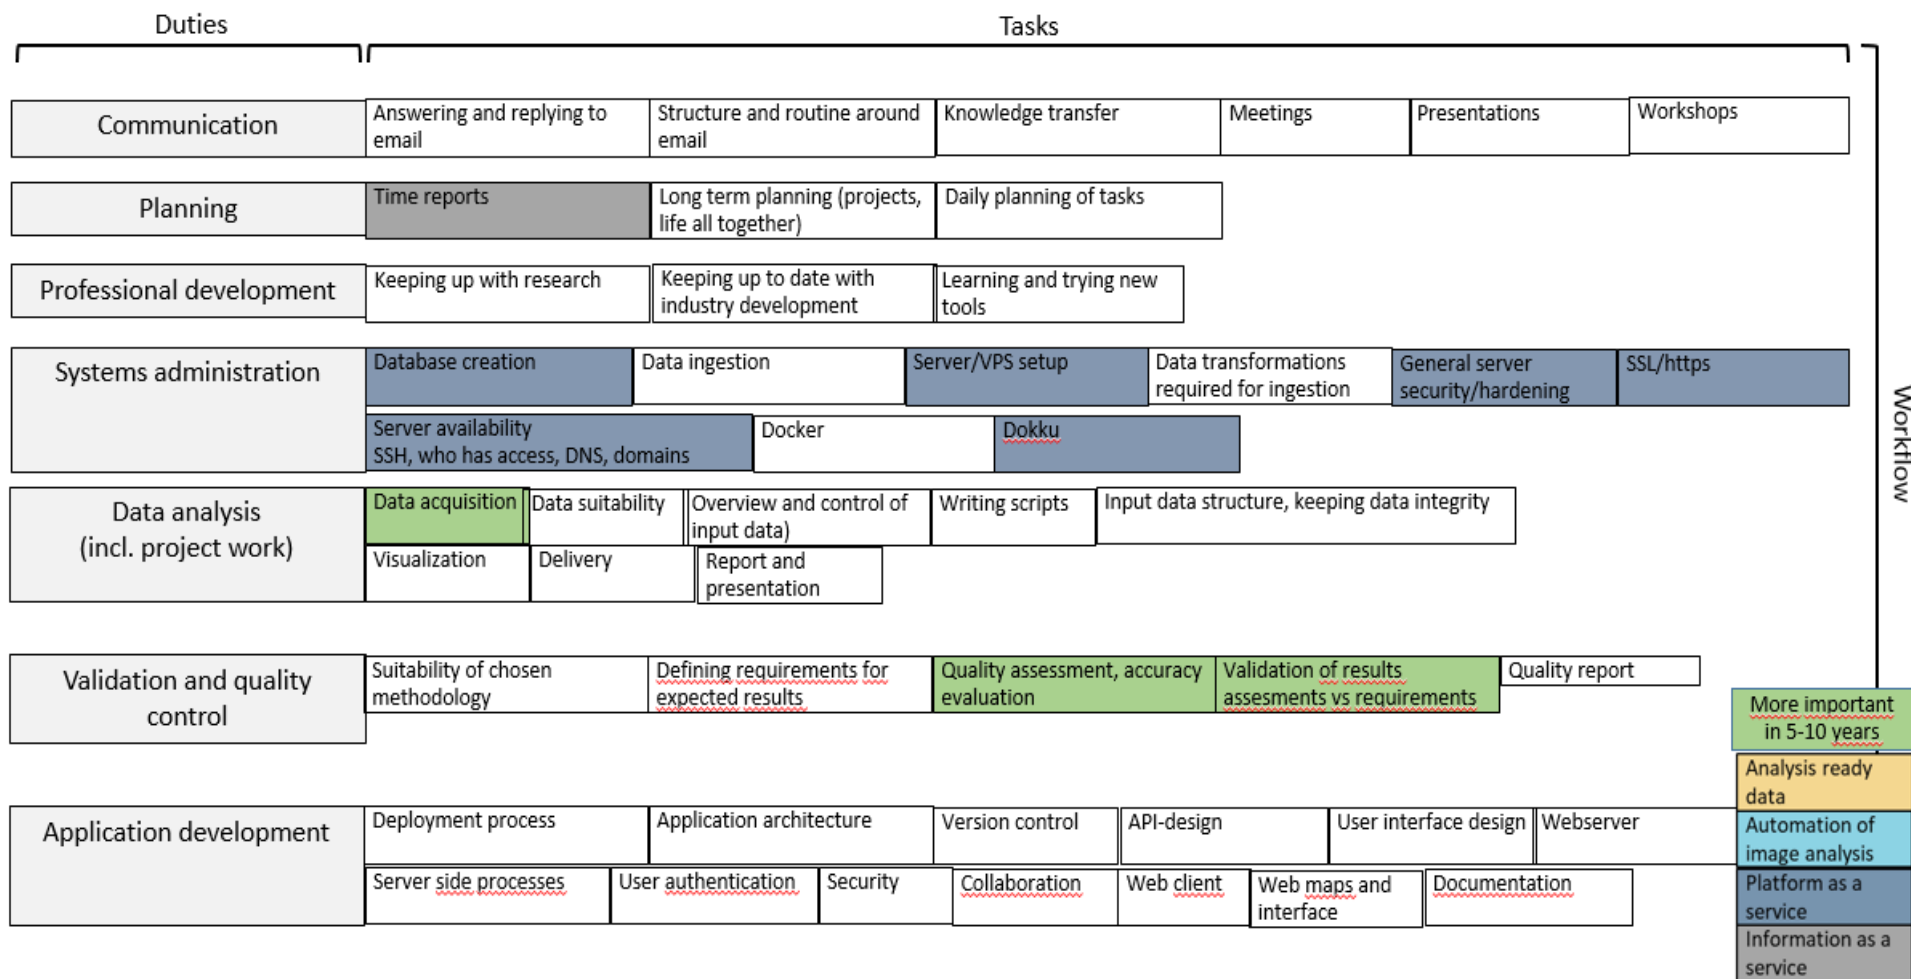 Duties
Tasks
Communication
Answering and replying to
email
Structure and routine around
email
Knowledge transfer
Meetings
Presentations
Workshops
Planning
Time reports
Long term planning (projects,
life all together)
Daily planning of tasks
Professional development
Keeping up with research
Keeping up to date with
industry development
Learning and trying new
tools
Systems administration
Database creation
Data ingestion
Server/VPS setup
Data transformations
required for ingestion
General server
security/hardening
SSL/https
Server availability
SSH, who has access, DNS, domains
Docker
Dokku
Workflow
Data analysis
(incl. project work)
Data acquisition
Data suitability
Overview and control of
input data)
Writing scripts
Input data structure, keeping data integrity
Visualization
Delivery
Report and
presentation
Validation and quality
control
Suitability of chosen
methodology
Defining requirements for
expected results
Quality assessment, accuracy
evaluation
Validation of results
assesments vs requirements
Quality report
More important
in 5-10 years
Analysis ready
data
Automation of
image analysis
Platform as a
service
Information as a
service
Application development
Deployment process
Application architecture
Version control
API-design
User interface design
Webserver
Server side processes
User authentication
Security
Collaboration
Web client
Web maps and
interface
Documentation